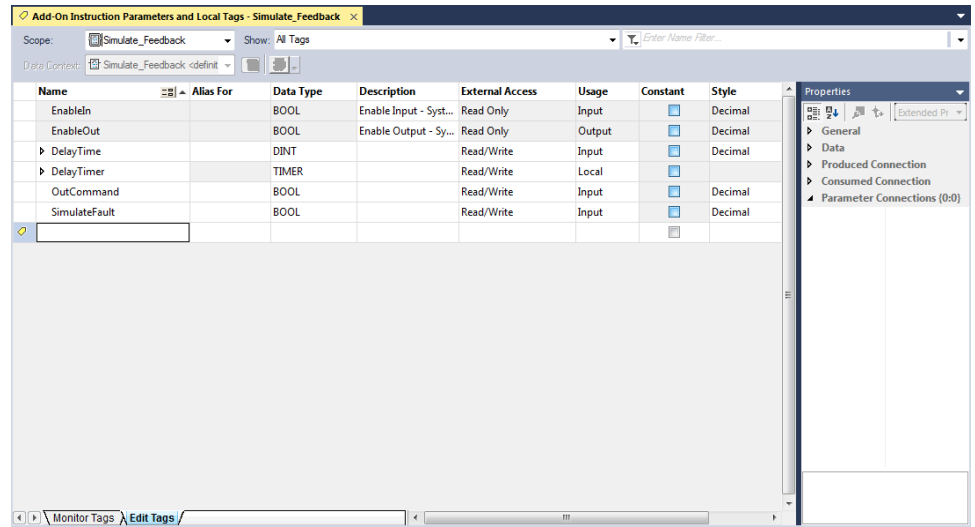 Add-On Instruction Parameters and Local Tags - Simulate_Feedback ×
Scope: Simulate_Feedback Show: All Tags Enter Name Filter...
Data Context: Simulate_Feedback <definit
Name Alias For Data Type Description External Access Usage Constant Style
EnableIn BOOL Enable Input - Syst... Read Only Input Decimal
EnableOut BOOL Enable Output - Sy... Read Only Output Decimal
DelayTime DINT Read/Write Input Decimal
DelayTimer TIMER Read/Write Local
OutCommand BOOL Read/Write Input Decimal
SimulateFault BOOL Read/Write Input Decimal
Monitor Tags Edit Tags
Properties
Extended Pr
General
Data
Produced Connection
Consumed Connection
Parameter Connections {0:0}